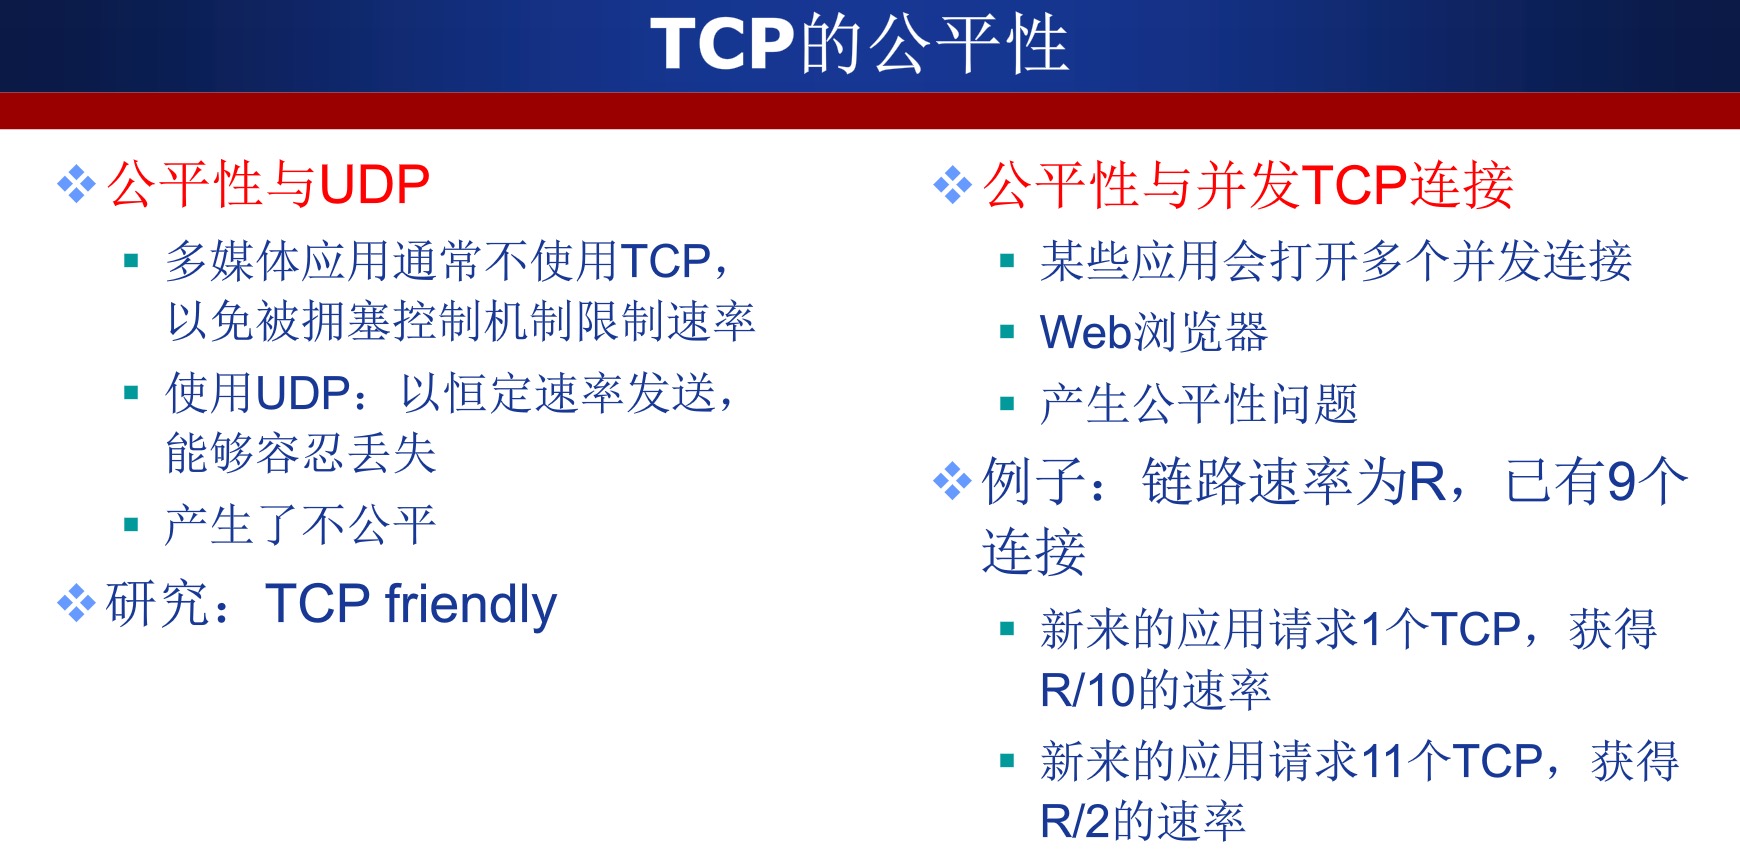 TCP的公平性
公平性与UDP
多媒体应用通常不使用TCP，
以免被拥塞控制机制限制速率
使用UDP：以恒定速率发送，
能够容忍丢失
产生了不公平
研究：TCP friendly
公平性与并发TCP连接
某些应用会打开多个并发连接
Web浏览器
产生公平性问题
例子：链路速率为R，已有9个
连接
新来的应用请求1个TCP，获得
R/10的速率
新来的应用请求11个TCP，获得
R/2的速率